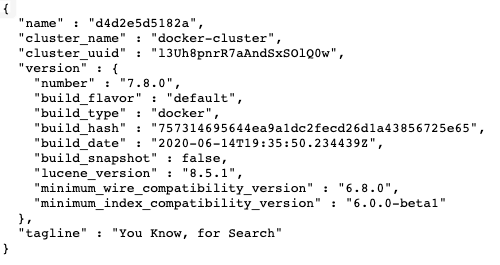 {
  "name" : "d4d2e5d5182a",
  "cluster_name" : "docker-cluster",
  "cluster_uuid" : "l3Uh8pnrR7aAndSxSOlQ0w",
  "version" : {
    "number" : "7.8.0",
    "build_flavor" : "default",
    "build_type" : "docker",
    "build_hash" : "757314695644ea9a1dc2fecd26d1a43856725e65",
    "build_date" : "2020-06-14T19:35:50.234439Z",
    "build_snapshot" : false,
    "lucene_version" : "8.5.1",
    "minimum_wire_compatibility_version" : "6.8.0",
    "minimum_index_compatibility_version" : "6.0.0-beta1"
  },
  "tagline" : "You Know, for Search"
}